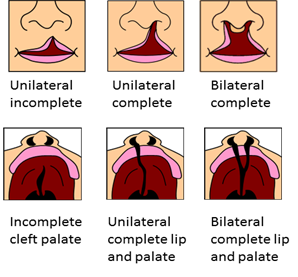 Unilateral
incomplete
Unilateral
complete
Bilateral
complete
Incomplete
cleft palate
Unilateral
complete lip
and palate
Bilateral
complete lip
and palate